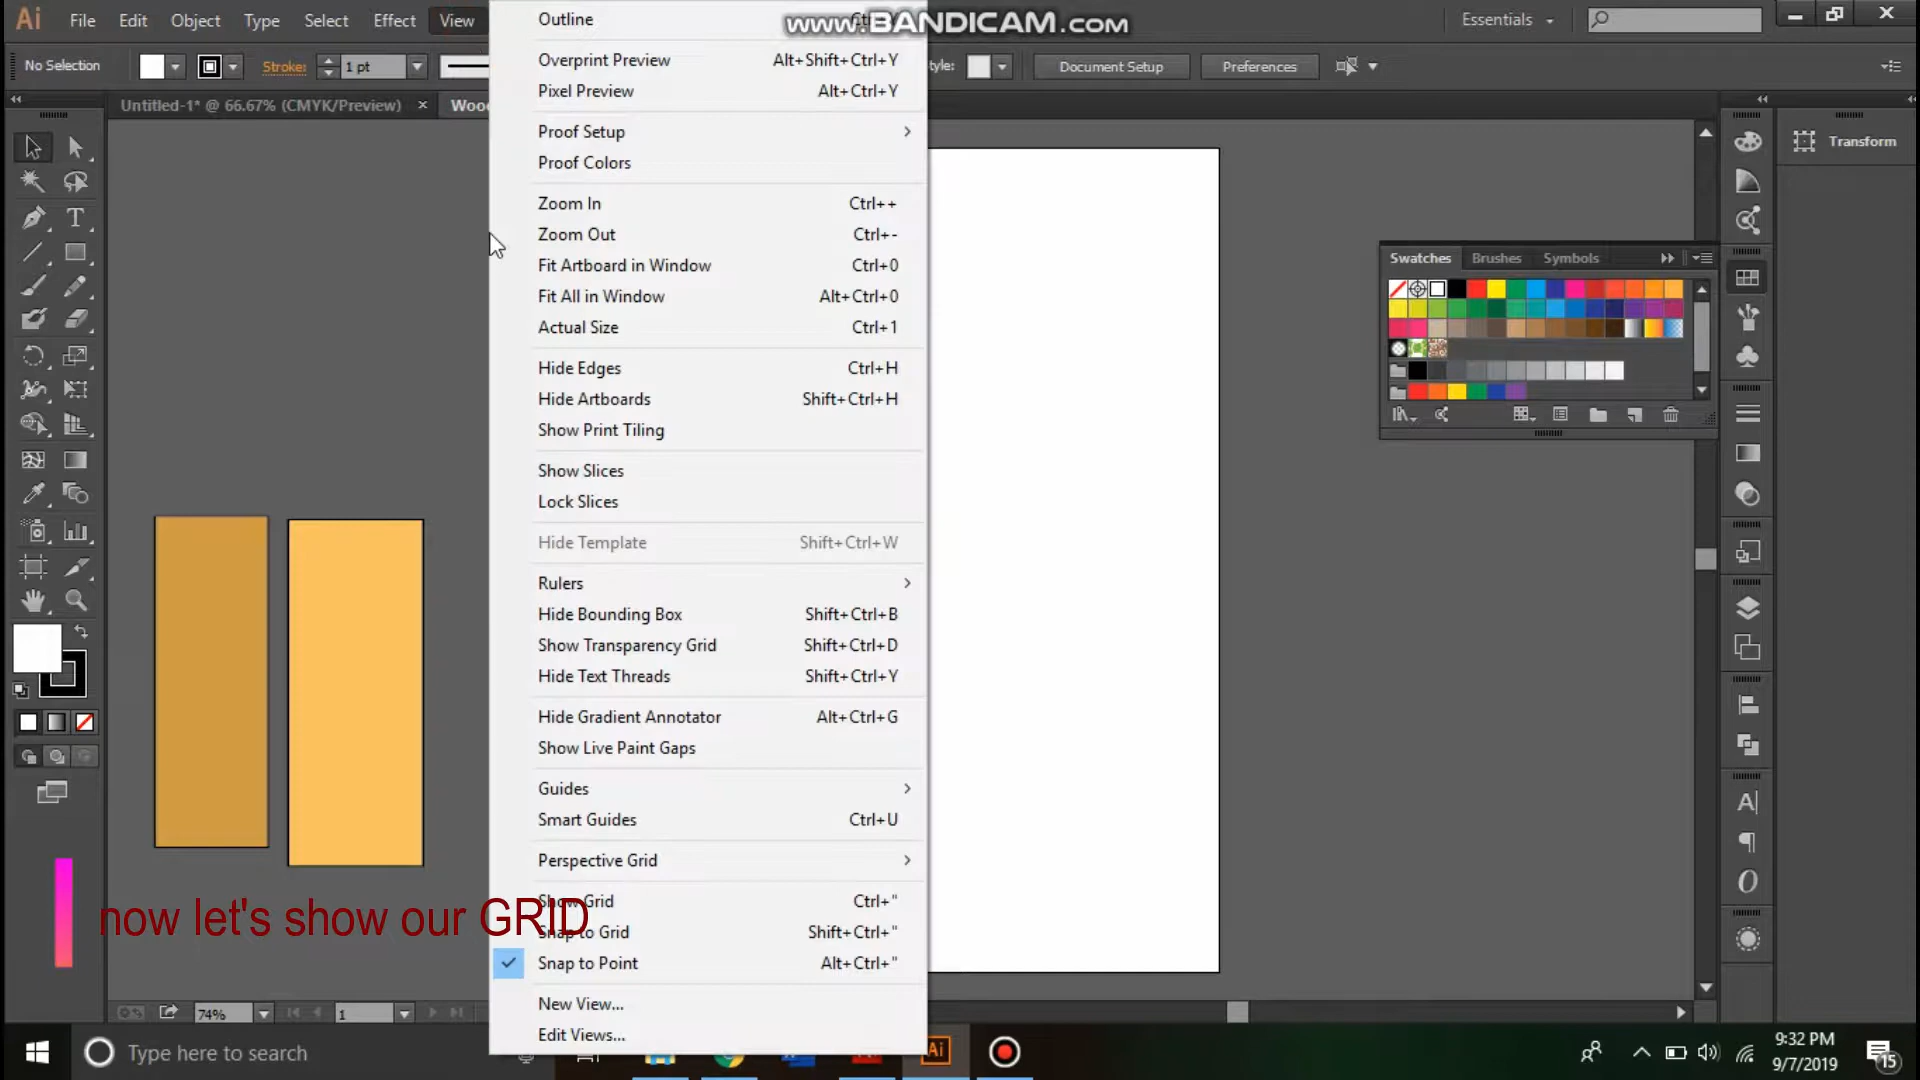 Ai File Edit Object Type Select Effect View
www.BANDICAM.com
Essentials
No Selection Stroke: 1 pt
Document Setup Preferences
Untitled-1* @ 66.67% (CMYK/Preview) ×
Outline
Overprint Preview Alt+Shift+Ctrl+Y
Pixel Preview Alt+Ctrl+Y
Proof Setup
Proof Colors
Zoom In Ctrl++
Zoom Out Ctrl+-
Fit Artboard in Window Ctrl+0
Fit All in Window Alt+Ctrl+0
Actual Size Ctrl+1
Hide Edges Ctrl+H
Hide Artboards Shift+Ctrl+H
Show Print Tiling
Show Slices
Lock Slices
Hide Template Shift+Ctrl+W
Rulers
Hide Bounding Box Shift+Ctrl+B
Show Transparency Grid Shift+Ctrl+D
Hide Text Threads Shift+Ctrl+Y
Hide Gradient Annotator Alt+Ctrl+G
Show Live Paint Gaps
Guides
Smart Guides Ctrl+U
Perspective Grid
Show Grid Ctrl+"
Snap to Grid Shift+Ctrl+"
Snap to Point Alt+Ctrl+"
New View...
Edit Views...
now let's show our GRID
Transform
Swatches Brushes Symbols
74% 1
Type here to search
Ai
9:32 PM
9/7/2019
15